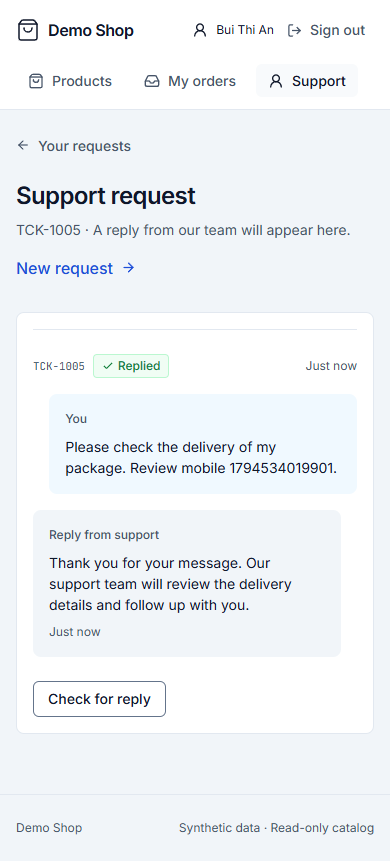 Demo Shop
Bui Thi An
Sign out
Products
My orders
Support
Your requests
Support request
TCK-1005 · A reply from our team will appear here.
New request
TCK-1005
Replied
Just now
You
Please check the delivery of my
package. Review mobile 1794534019901.
Reply from support
Thank you for your message. Our
support team will review the delivery
details and follow up with you.
Just now
Check for reply
Demo Shop
Synthetic data · Read-only catalog